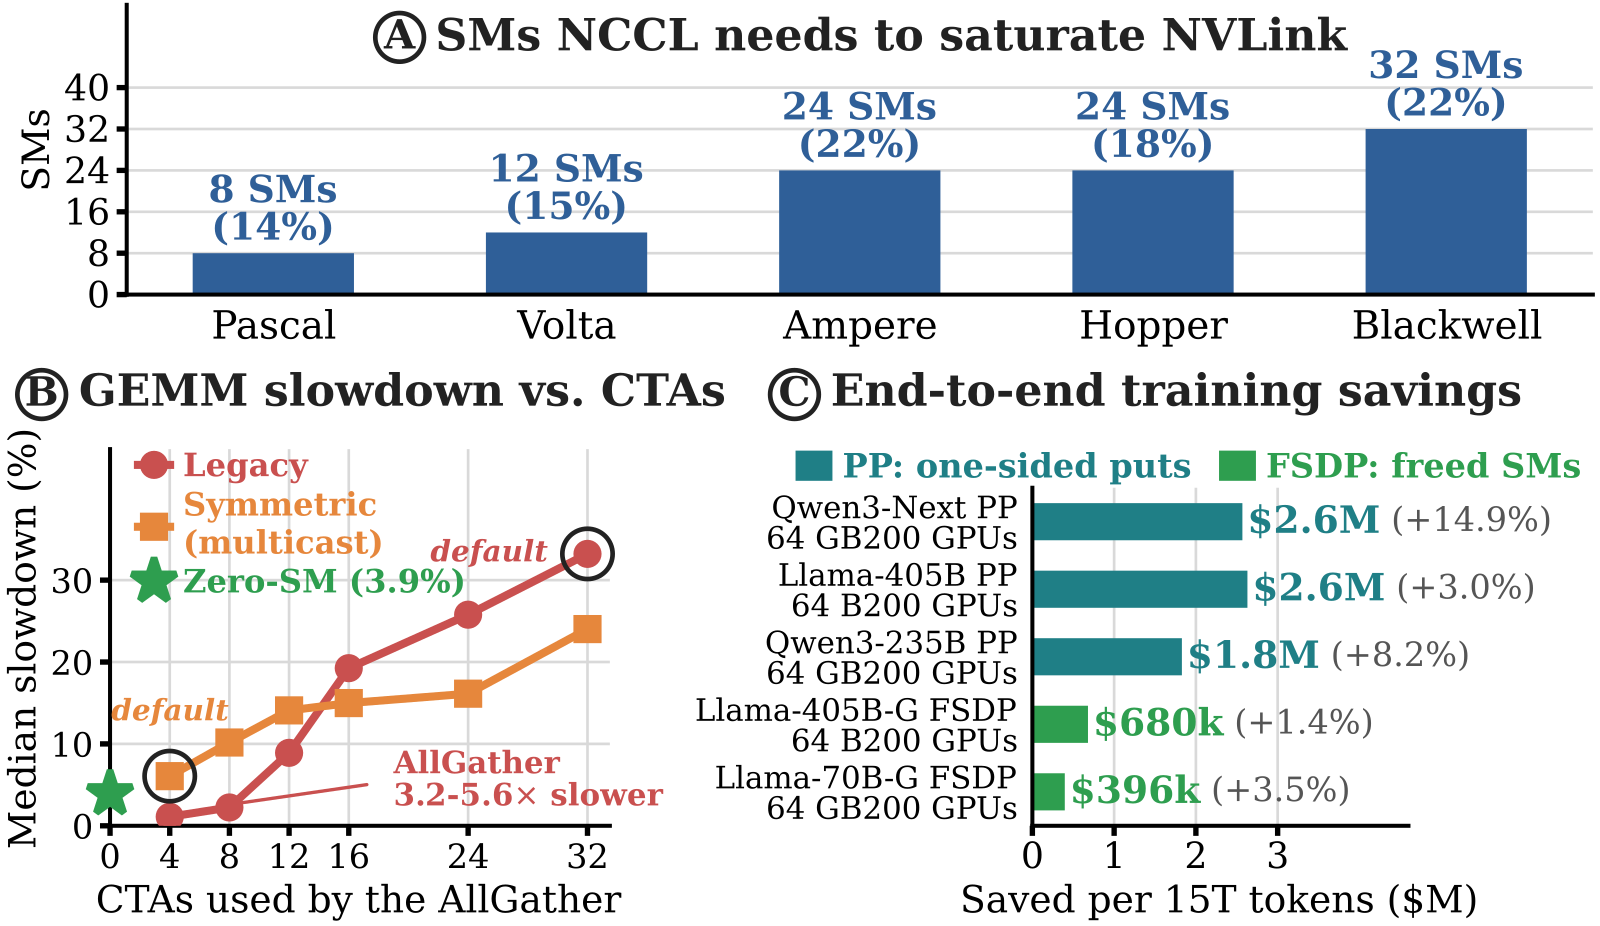 A SMs NCCL needs to saturate NVLink
SMs
40
32
24
16
8
0
8 SMs
(14%)
12 SMs
(15%)
24 SMs
(22%)
24 SMs
(18%)
32 SMs
(22%)
Pascal Volta Ampere Hopper Blackwell
B GEMM slowdown vs. CTAs
Median slowdown (%)
Legacy
Symmetric
(multicast)
Zero-SM (3.9%)
default
default
AllGather
3.2-5.6× slower
30
20
10
0
0 4 8 12 16 24 32
CTAs used by the AllGather
C End-to-end training savings
PP: one-sided puts FSDP: freed SMs
Qwen3-Next PP
64 GB200 GPUs
$2.6M (+14.9%)
Llama-405B PP
64 B200 GPUs
$2.6M (+3.0%)
Qwen3-235B PP
64 GB200 GPUs
$1.8M (+8.2%)
Llama-405B-G FSDP
64 B200 GPUs
$680k (+1.4%)
Llama-70B-G FSDP
64 GB200 GPUs
$396k (+3.5%)
0 1 2 3
Saved per 15T tokens ($M)